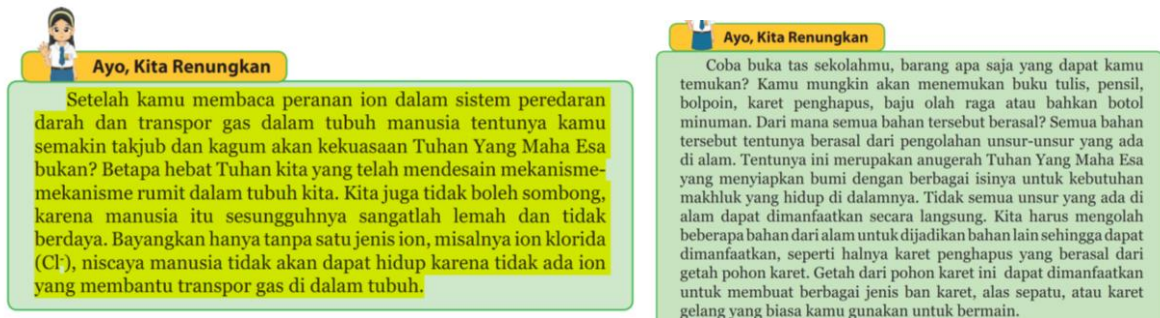 Ayo, Kita Renungkan
Setelah kamu membaca peranan ion dalam sistem peredaran
darah dan transpor gas dalam tubuh manusia tentunya kamu
semakin takjub dan kagum akan kekuasaan Tuhan Yang Maha Esa
bukan? Betapa hebat Tuhan kita yang telah mendesain mekanisme-
mekanisme rumit dalam tubuh kita. Kita juga tidak boleh sombong,
karena manusia itu sesungguhnya sangatlah lemah dan tidak
berdaya. Bayangkan hanya tanpa satu jenis ion, misalnya ion klorida
(Cl⁻), niscaya manusia tidak akan dapat hidup karena tidak ada ion
yang membantu transpor gas di dalam tubuh.
Ayo, Kita Renungkan
Coba buka tas sekolahmu, barang apa saja yang dapat kamu
temukan? Kamu mungkin akan menemukan buku tulis, pensil,
bolpoin, karet penghapus, baju olah raga atau bahkan botol
minuman. Dari mana semua bahan tersebut berasal? Semua bahan
tersebut tentunya berasal dari pengolahan unsur-unsur yang ada
di alam. Tentunya ini merupakan anugerah Tuhan Yang Maha Esa
yang menyiapkan bumi dengan berbagai isinya untuk kebutuhan
makhluk yang hidup di dalamnya. Tidak semua unsur yang ada di
alam dapat dimanfaatkan secara langsung. Kita harus mengolah
beberapa bahan dari alam untuk dijadikan bahan lain sehingga dapat
dimanfaatkan, seperti halnya karet penghapus yang berasal dari
getah pohon karet. Getah dari pohon karet ini dapat dimanfaatkan
untuk membuat berbagai jenis ban karet, alas sepatu, atau karet
gelang yang biasa kamu gunakan untuk bermain.